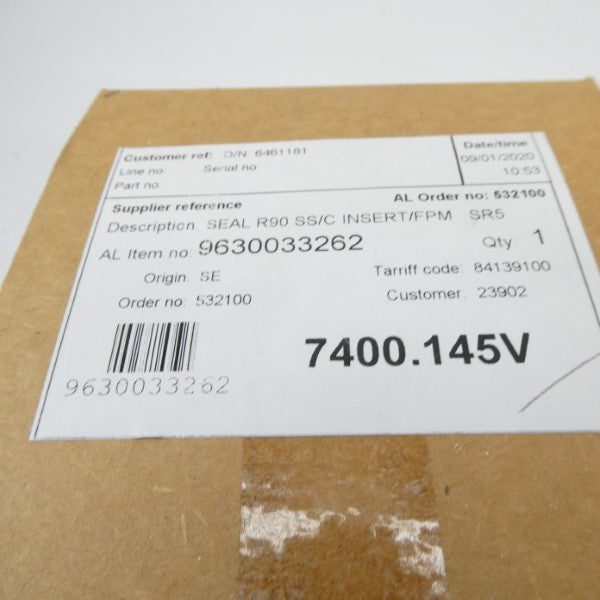 Customer ref: O/N. 6461181
Line no. Serial no.
Part no.
Date/time
09/01/2020
10:53
Supplier reference AL Order no: 532100
Description: SEAL R90 SS/C INSERT/FPM SR5
AL Item no: 9630033262 Qty: 1
Origin: SE Tarriff code: 84139100
Order no: 532100 Customer: 23902
9630033262
7400.145V